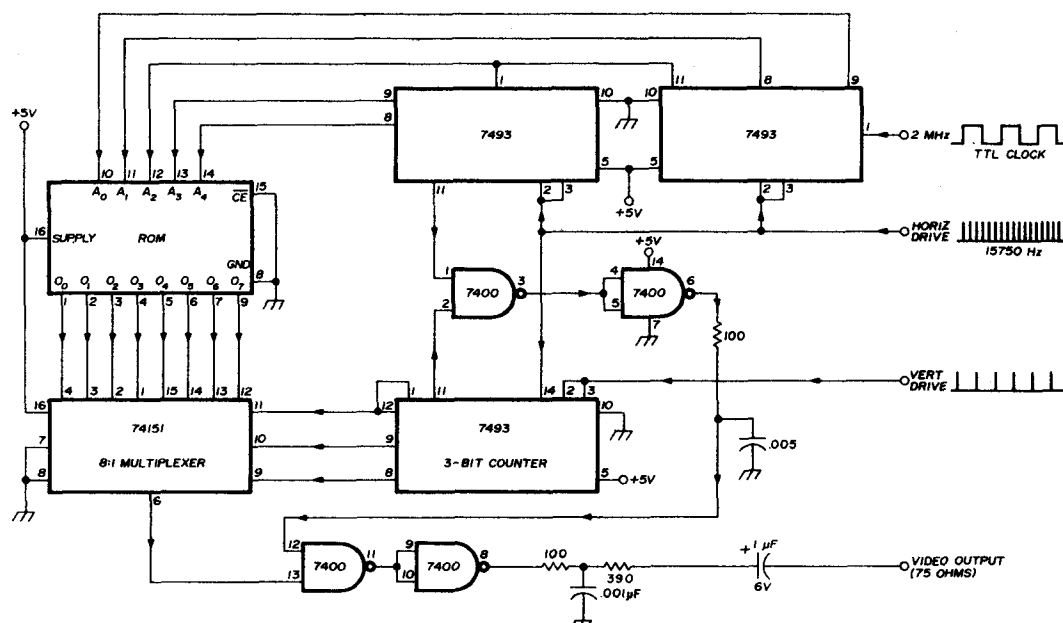 +5V
10 11 12 13 14
A0 A1 A2 A3 A4
15
CE
16 SUPPLY ROM
GND
8
O0 O1 O2 O3 O4 O5 O6 O7
1 2 3 4 5 6 7 9
1
9 10
8
7493
5
11 2 3
+5V
11 8 9
10
7493
1
5
2 3
2 MHz
TTL CLOCK
HORIZ DRIVE
15750 Hz
1
2
7400
3
+5V
14
4
5
7400
6
7
100
VERT DRIVE
.005
4 3 2 1 15 14 13 12
16
11
74151
7
10
8:1 MULTIPLEXER
8
9
6
1
11
14 2 3
12
10
7493
9
3-BIT COUNTER
8
5
+5V
12
13
7400
11
9
10
7400
8
100
390
.001µF
+ 1 µF
6V
VIDEO OUTPUT
(75 OHMS)